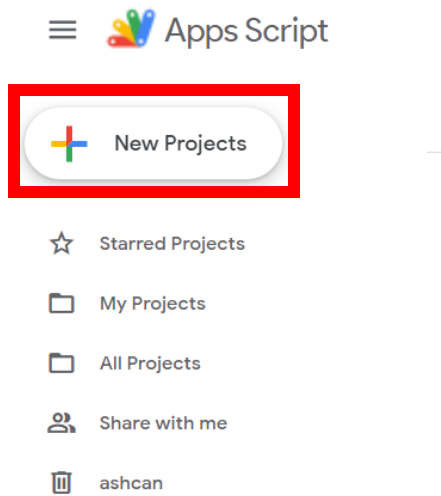 Apps Script
New Projects
Starred Projects
My Projects
All Projects
Share with me
ashcan